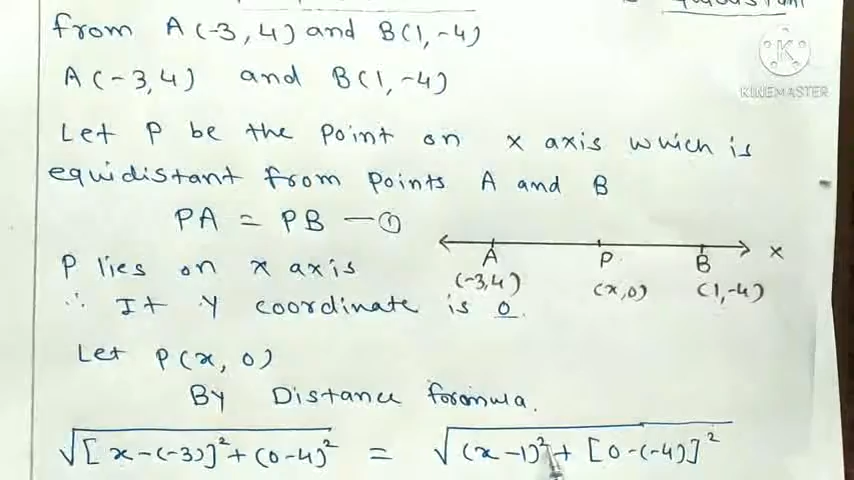 from A(-3, 4) and B(1, -4)
A(-3, 4) and B(1, -4)
KINEMASTER
Let P be the point on x axis which is
equidistant from points A and B
PA = PB —①
P lies on x axis
∴ It Y coordinate is 0.
A P B X
(-3,4) (x,0) (1,-4)
Let P(x, 0)
By Distance formula.
√[x-(-3)]²+(0-4)² = √(x-1)²+[0-(-4)]²